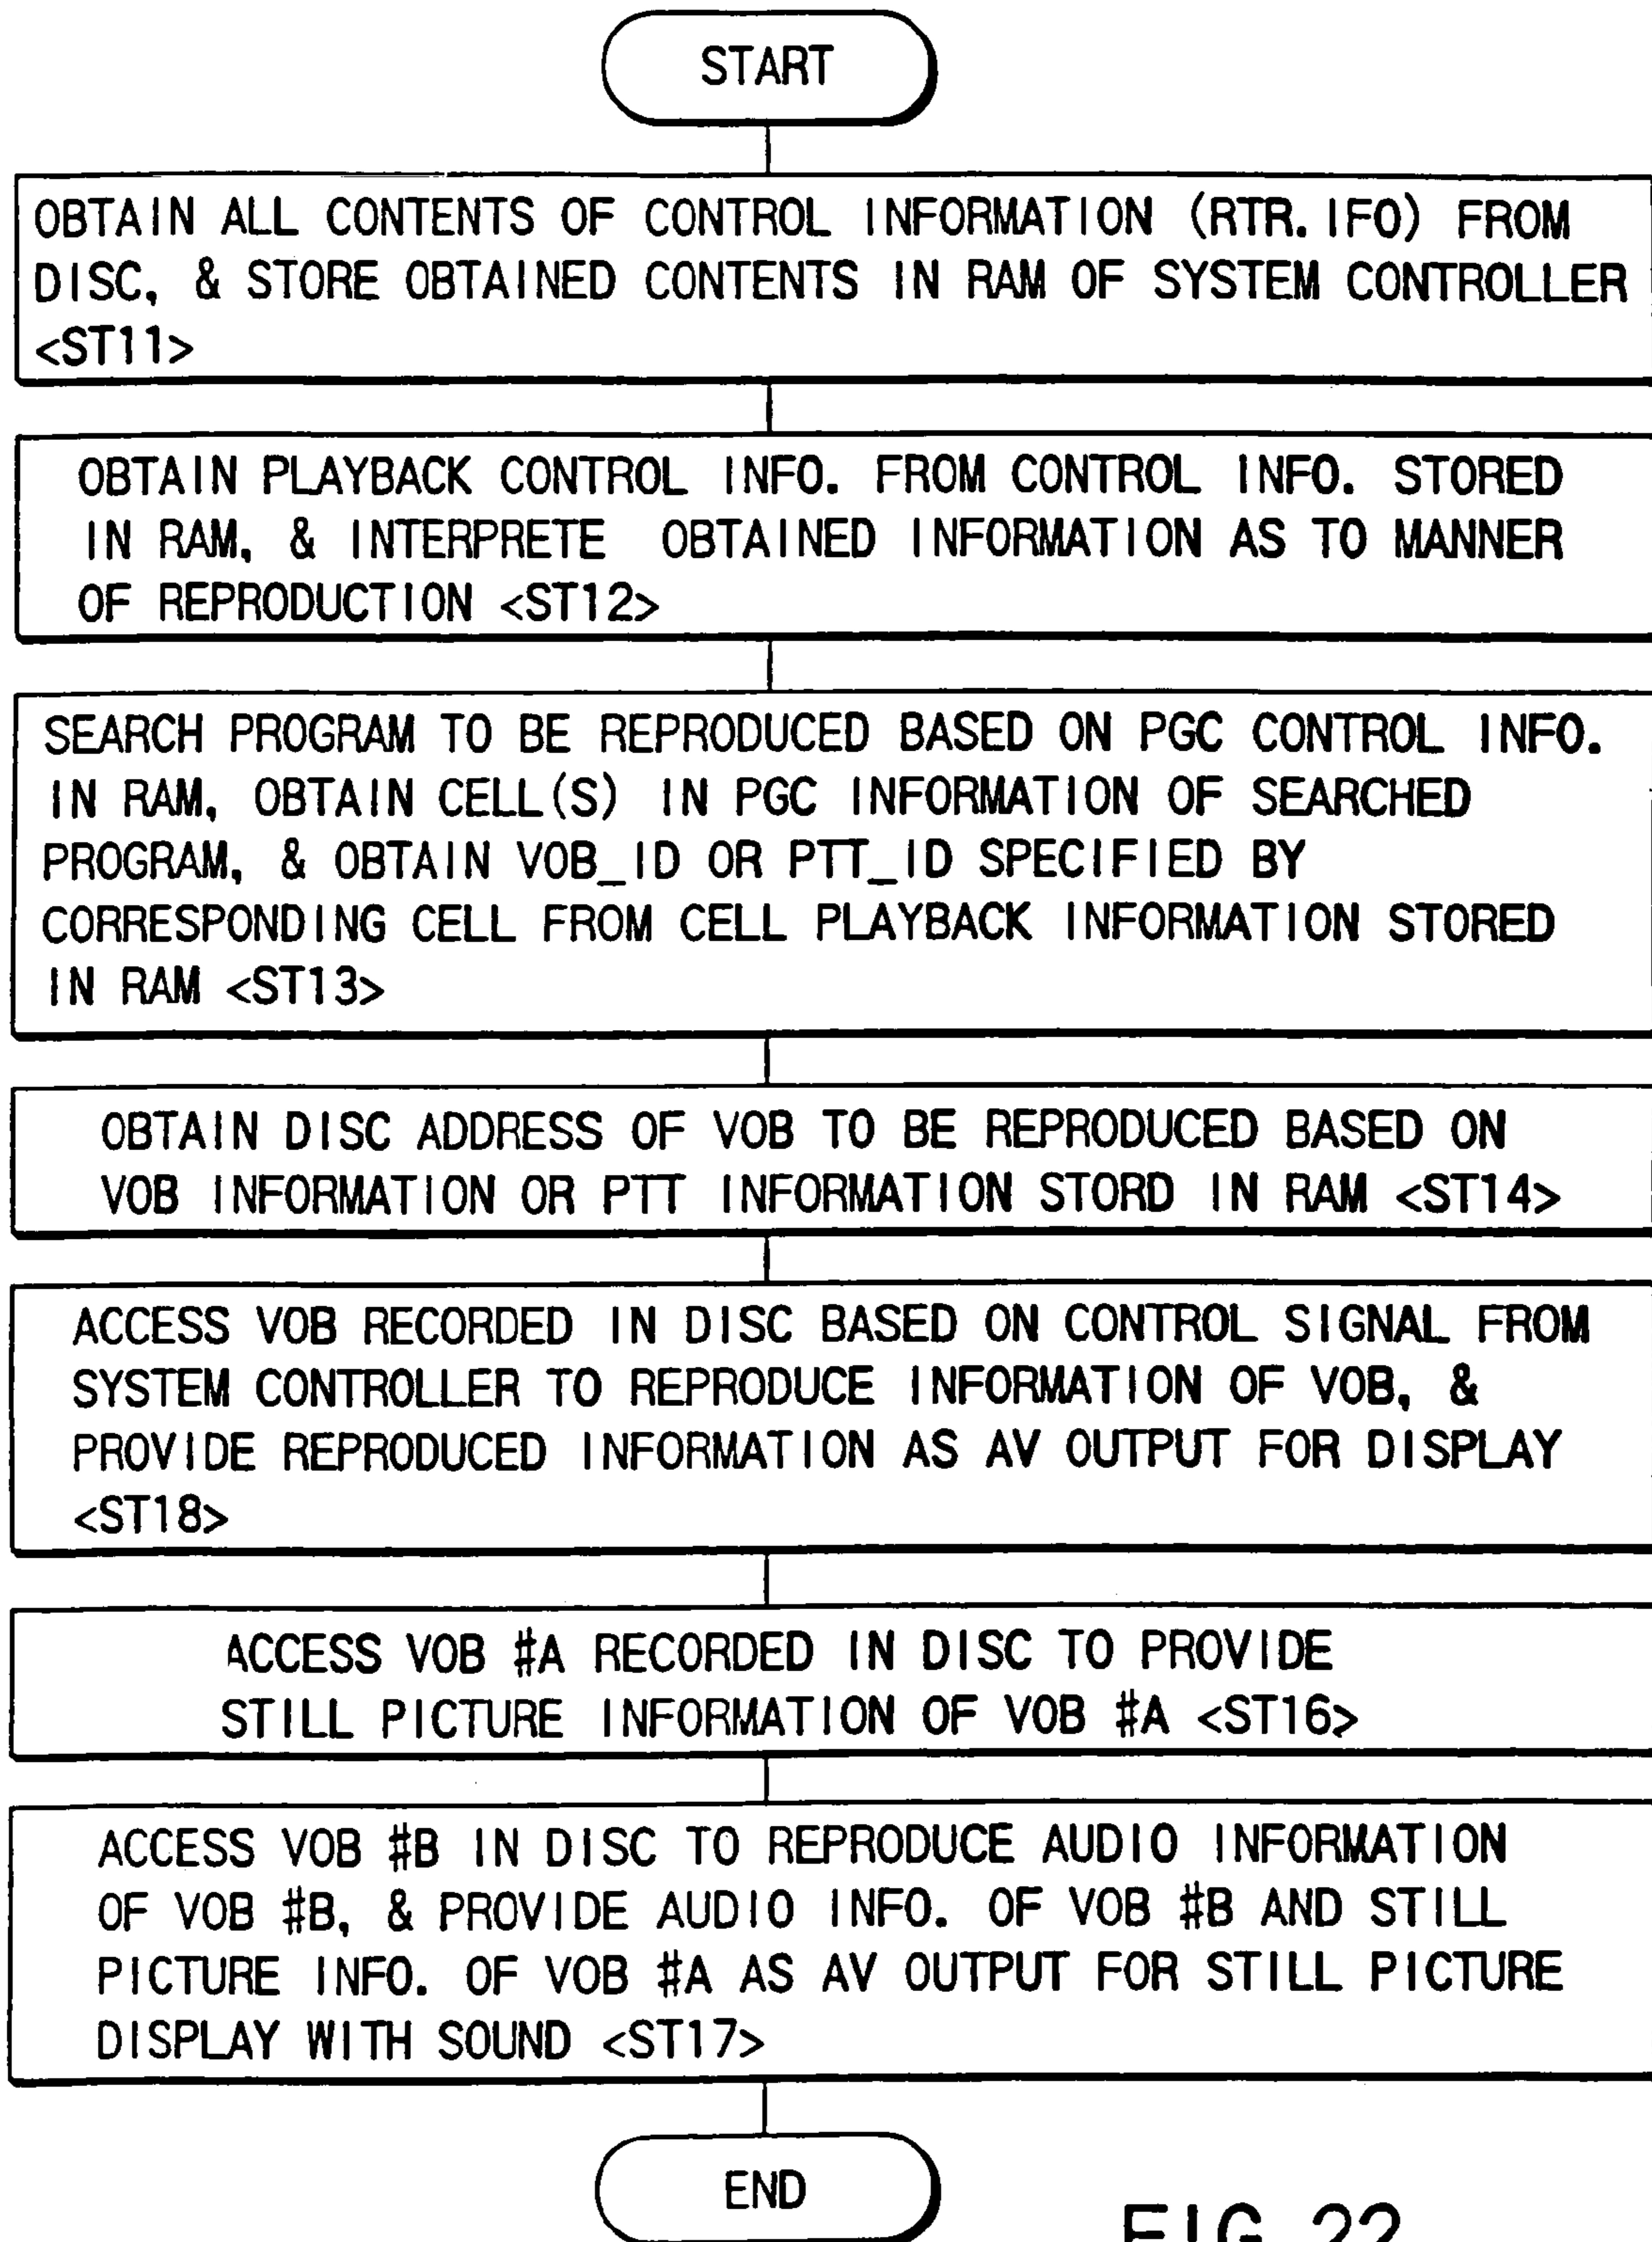 START
OBTAIN ALL CONTENTS OF CONTROL INFORMATION (RTR.IFO) FROM
DISC, & STORE OBTAINED CONTENTS IN RAM OF SYSTEM CONTROLLER
<ST11>
OBTAIN PLAYBACK CONTROL INFO. FROM CONTROL INFO. STORED
IN RAM, & INTERPRETE OBTAINED INFORMATION AS TO MANNER
OF REPRODUCTION <ST12>
SEARCH PROGRAM TO BE REPRODUCED BASED ON PGC CONTROL INFO.
IN RAM, OBTAIN CELL(S) IN PGC INFORMATION OF SEARCHED
PROGRAM, & OBTAIN VOB_ID OR PTT_ID SPECIFIED BY
CORRESPONDING CELL FROM CELL PLAYBACK INFORMATION STORED
IN RAM <ST13>
OBTAIN DISC ADDRESS OF VOB TO BE REPRODUCED BASED ON
VOB INFORMATION OR PTT INFORMATION STORD IN RAM <ST14>
ACCESS VOB RECORDED IN DISC BASED ON CONTROL SIGNAL FROM
SYSTEM CONTROLLER TO REPRODUCE INFORMATION OF VOB, &
PROVIDE REPRODUCED INFORMATION AS AV OUTPUT FOR DISPLAY
<ST18>
ACCESS VOB #A RECORDED IN DISC TO PROVIDE
STILL PICTURE INFORMATION OF VOB #A <ST16>
ACCESS VOB #B IN DISC TO REPRODUCE AUDIO INFORMATION
OF VOB #B, & PROVIDE AUDIO INFO. OF VOB #B AND STILL
PICTURE INFO. OF VOB #A AS AV OUTPUT FOR STILL PICTURE
DISPLAY WITH SOUND <ST17>
END
FIG. 22